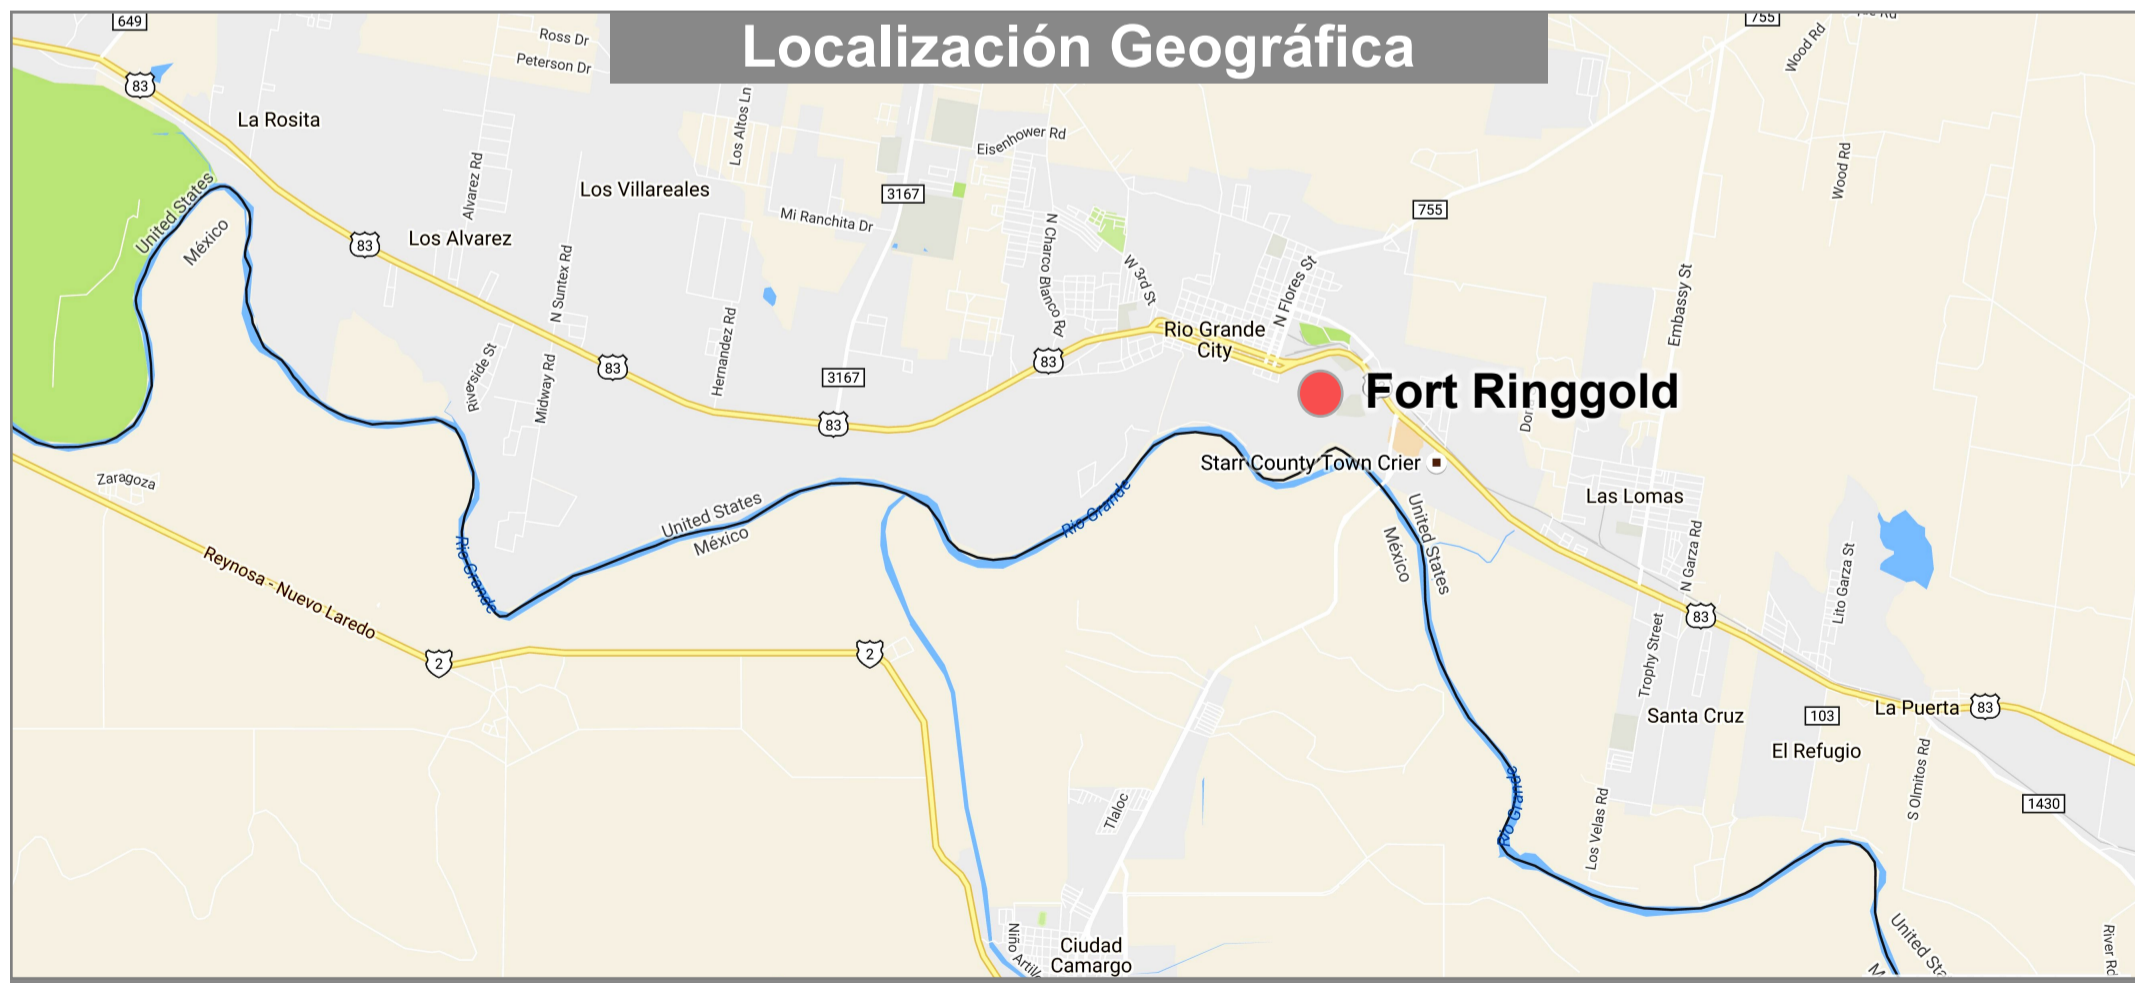 Localización Geográfica
649
Ross Dr
Peterson Dr
755
Wood Rd
83
La Rosita
Los Altos Ln
Eisenhower Rd
Alvarez Rd
Los Villareales
3167
Mi Ranchita Dr
755
Wood Rd
United States
México
83
Los Alvarez
N Suntex Rd
N Charco Blanco Rd
W 3rd St
N Flores St
Embassy St
Hernandez Rd
Riverside St
Midway Rd
83
3167
83
83
Rio Grande
City
Fort Ringgold
Starr County Town Crier
Zaragoza
Reynosa - Nuevo Laredo
Rio Grande
United States
México
Rio Grande
United States
México
Las Lomas
N Garza Rd
Lito Garza St
83
2
2
Trophy Street
Santa Cruz
103
La Puerta
83
El Refugio
S Olmitos Rd
1430
Rio Grande
Los Velas Rd
Tlaloc
Niño
Ciudad
Camargo
River Rd